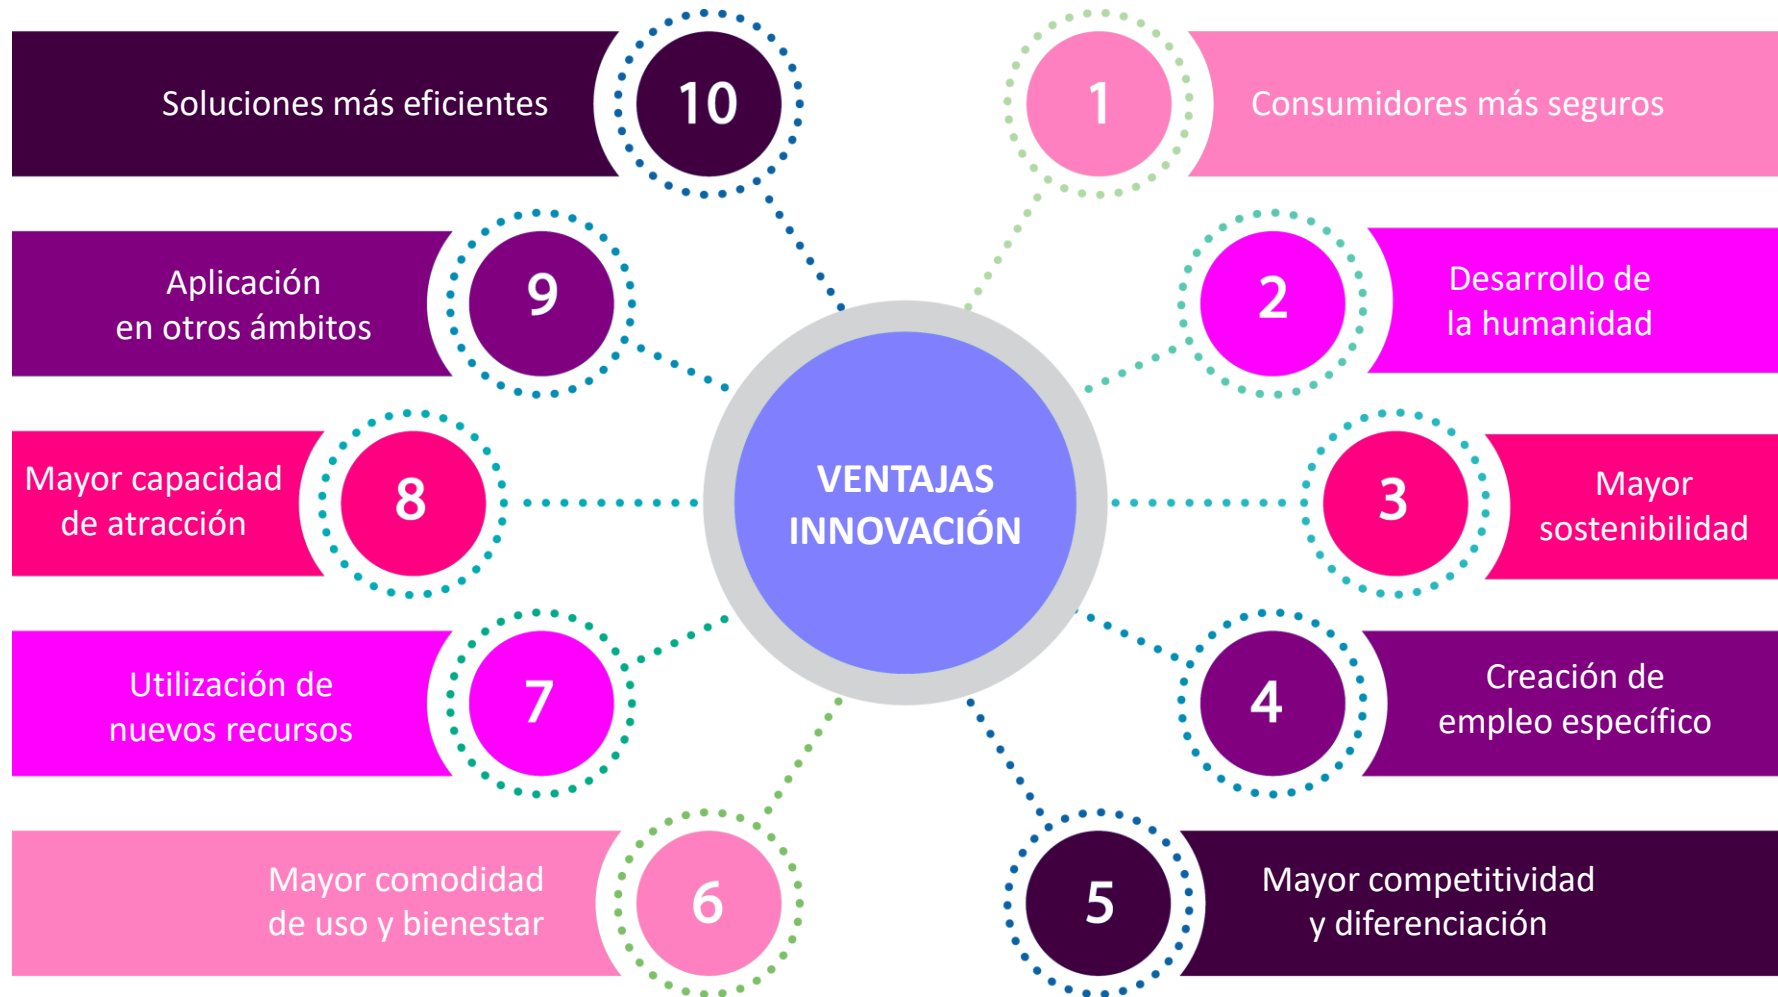 VENTAJAS
INNOVACIÓN
1
Consumidores más seguros
2
Desarrollo de
la humanidad
3
Mayor
sostenibilidad
4
Creación de
empleo específico
5
Mayor competitividad
y diferenciación
6
Mayor comodidad
de uso y bienestar
7
Utilización de
nuevos recursos
8
Mayor capacidad
de atracción
9
Aplicación
en otros ámbitos
10
Soluciones más eficientes